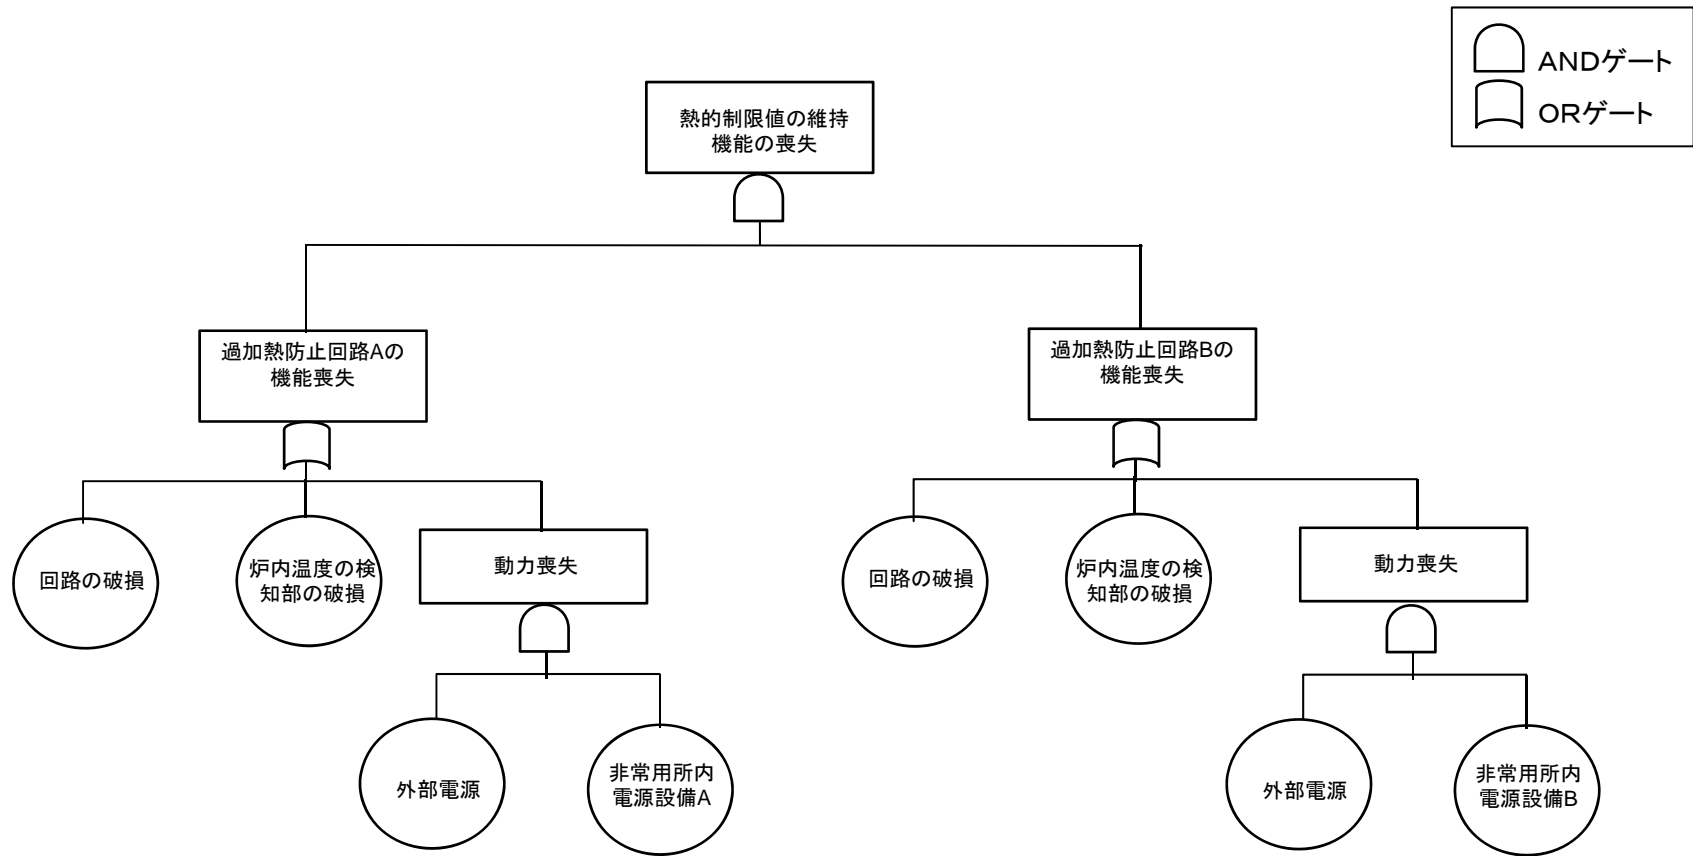 ANDゲート
ORゲート
熱的制限値の維持
機能の喪失
過加熱防止回路Aの
機能喪失
過加熱防止回路Bの
機能喪失
回路の破損
炉内温度の検
知部の破損
動力喪失
回路の破損
炉内温度の検
知部の破損
動力喪失
外部電源
非常用所内
電源設備A
外部電源
非常用所内
電源設備B